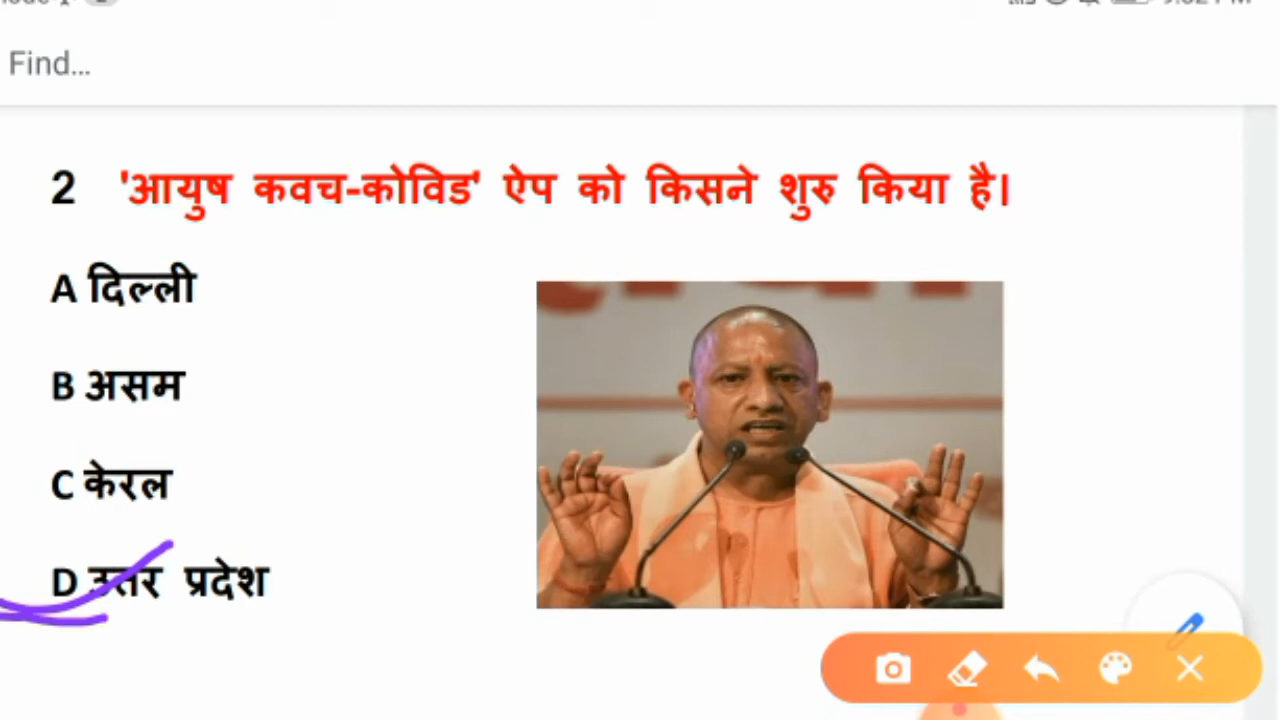 Find...
2 'आयुष कवच-कोविड' ऐप को किसने शुरु किया है।
A दिल्ली
B असम
C केरल
D उत्तर प्रदेश